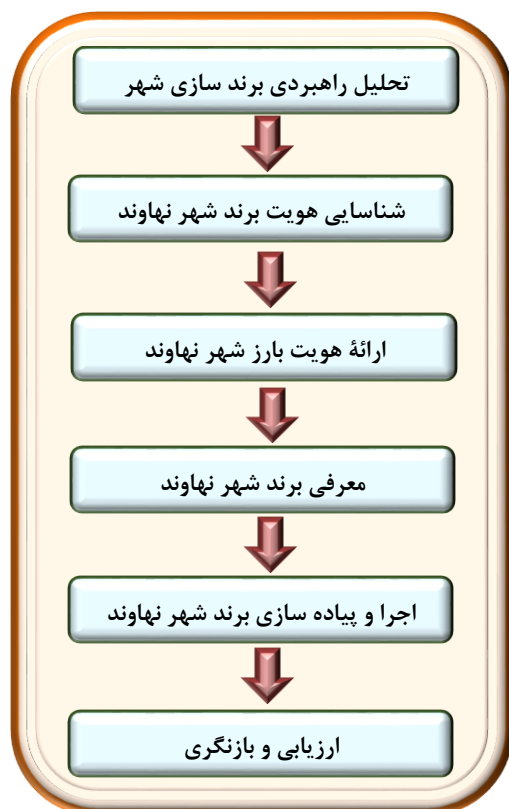 تحلیل راهبردی برند سازی شهر
شناسایی هویت برند شهر نهاوند
ارائۀ هویت بارز شهر نهاوند
معرفی برند شهر نهاوند
اجرا و پیاده سازی برند شهر نهاوند
ارزیابی و بازنگری